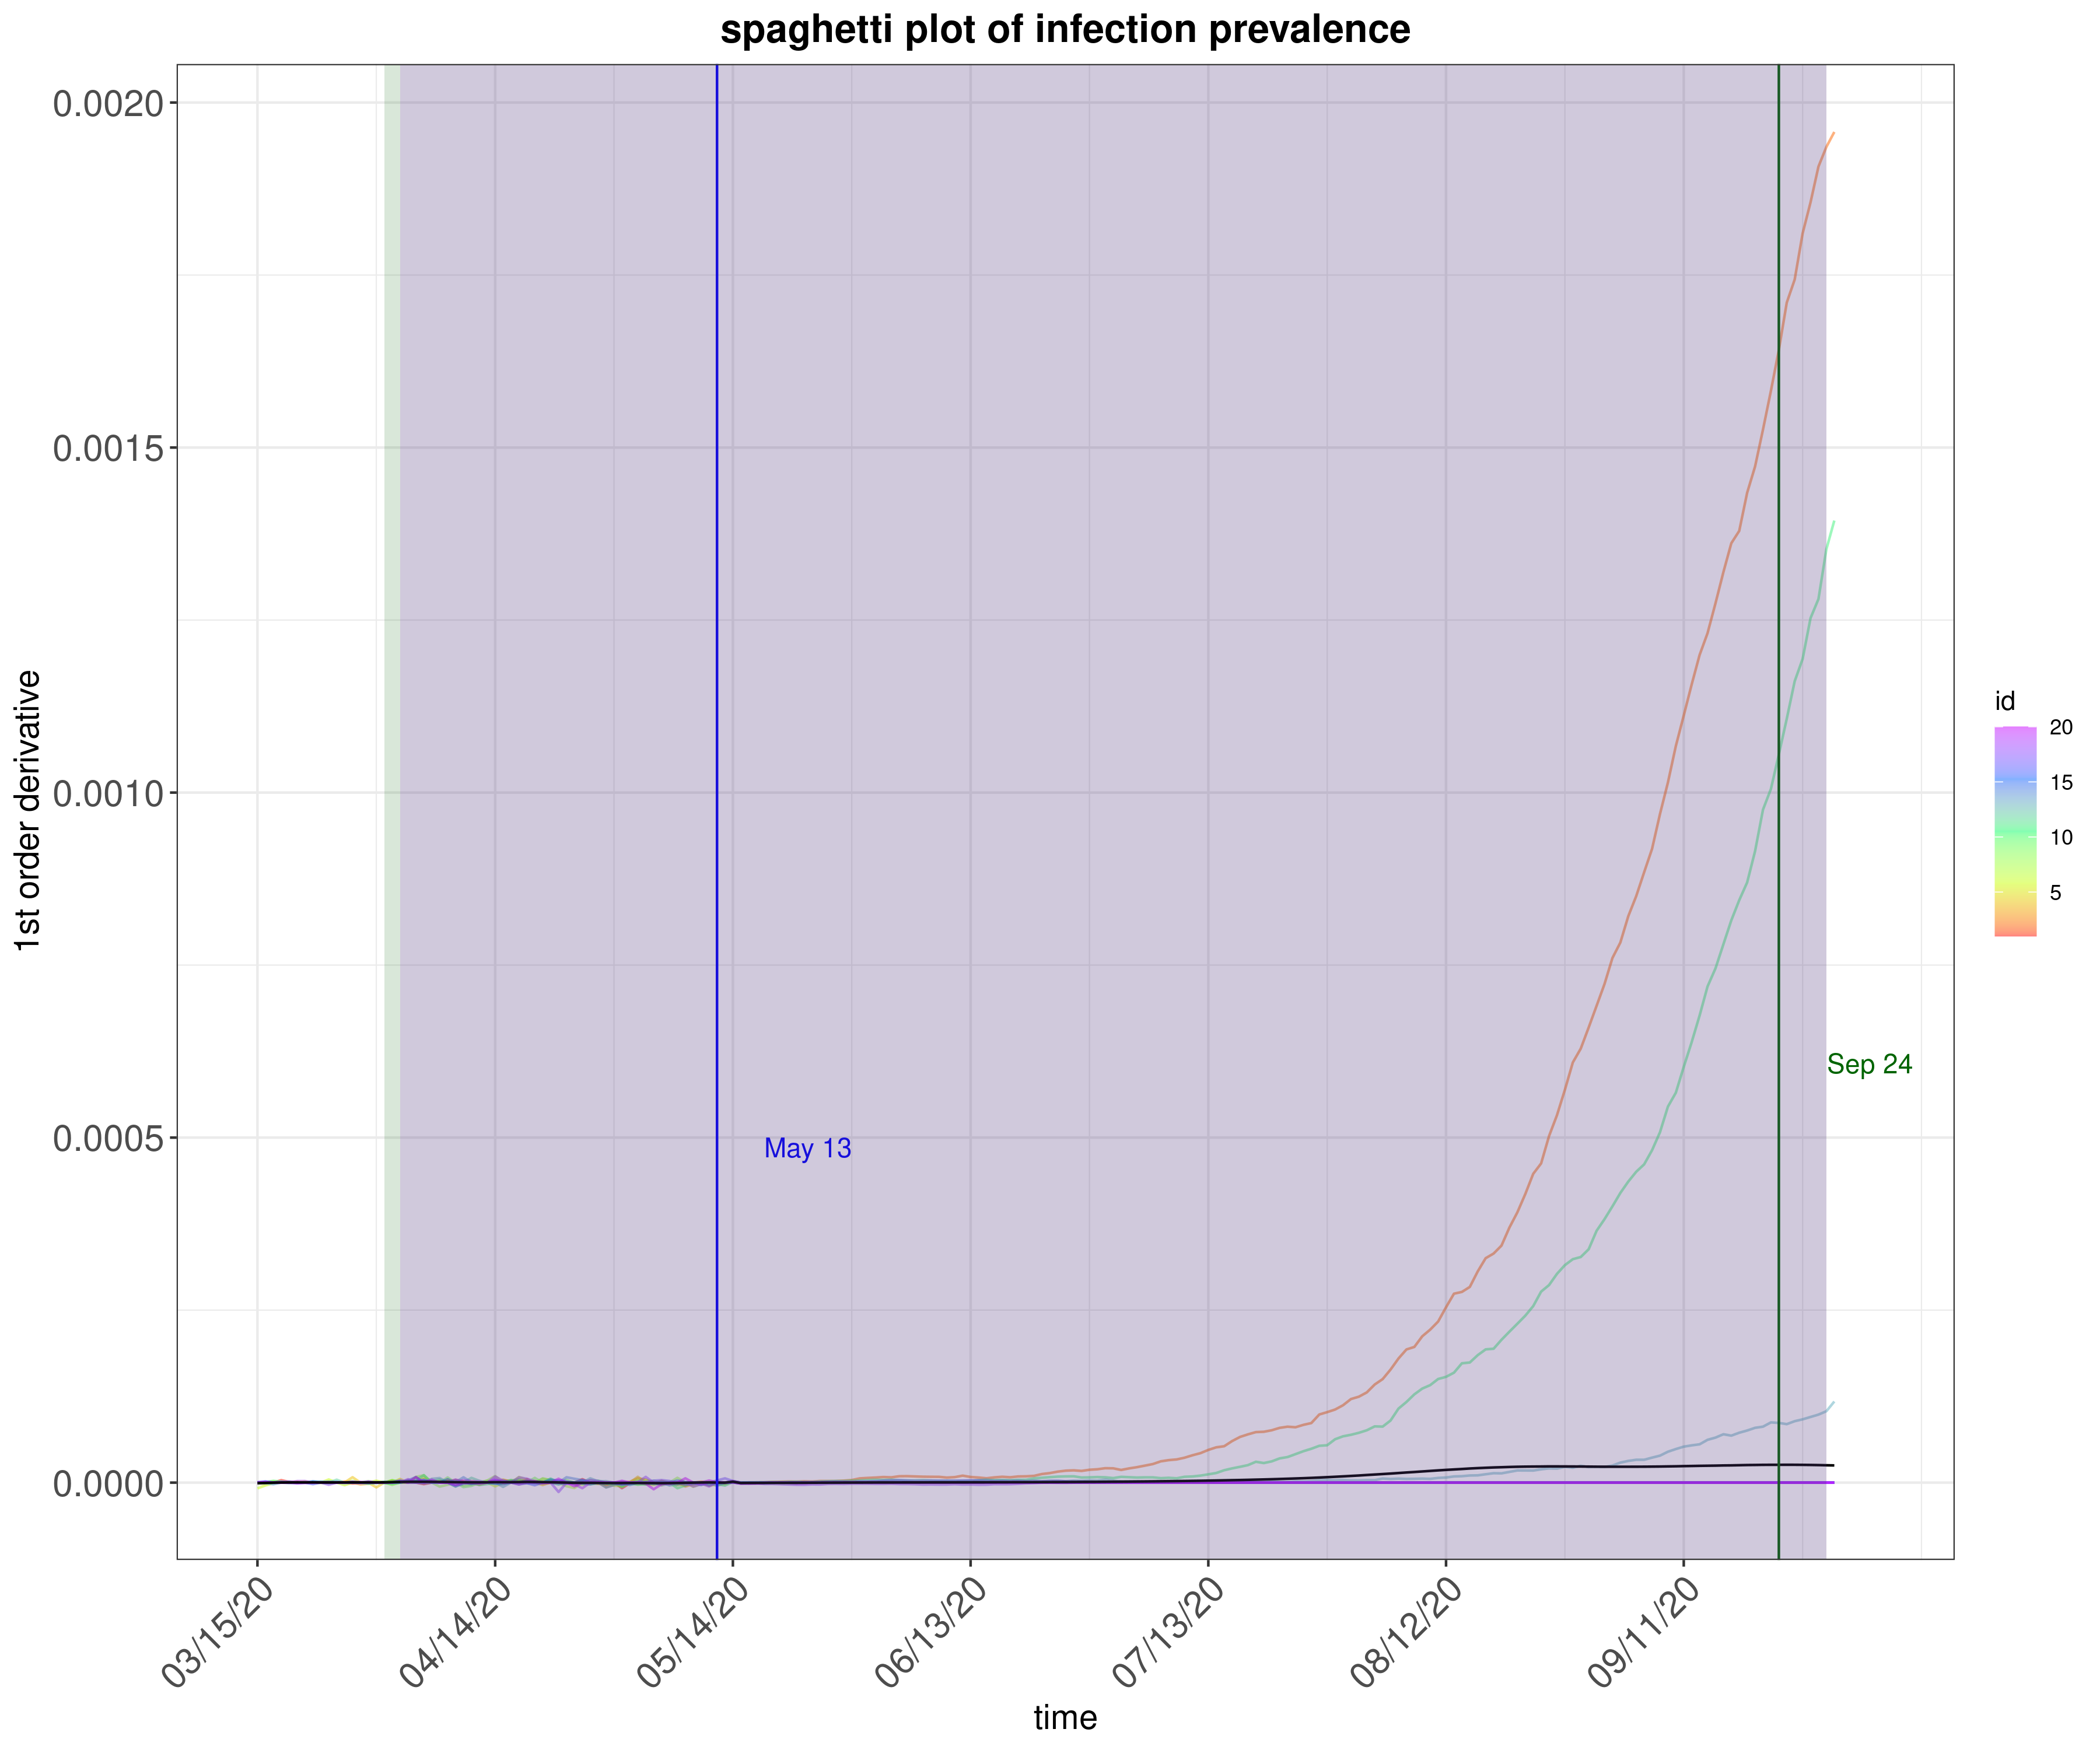 spaghetti plot of infection prevalence
0.0020
0.0015
0.0010
0.0005
0.0000
1st order derivative
May 13
Sep 24
id
20
15
10
5
03/15/20
04/14/20
05/14/20
06/13/20
07/13/20
08/12/20
09/11/20
time